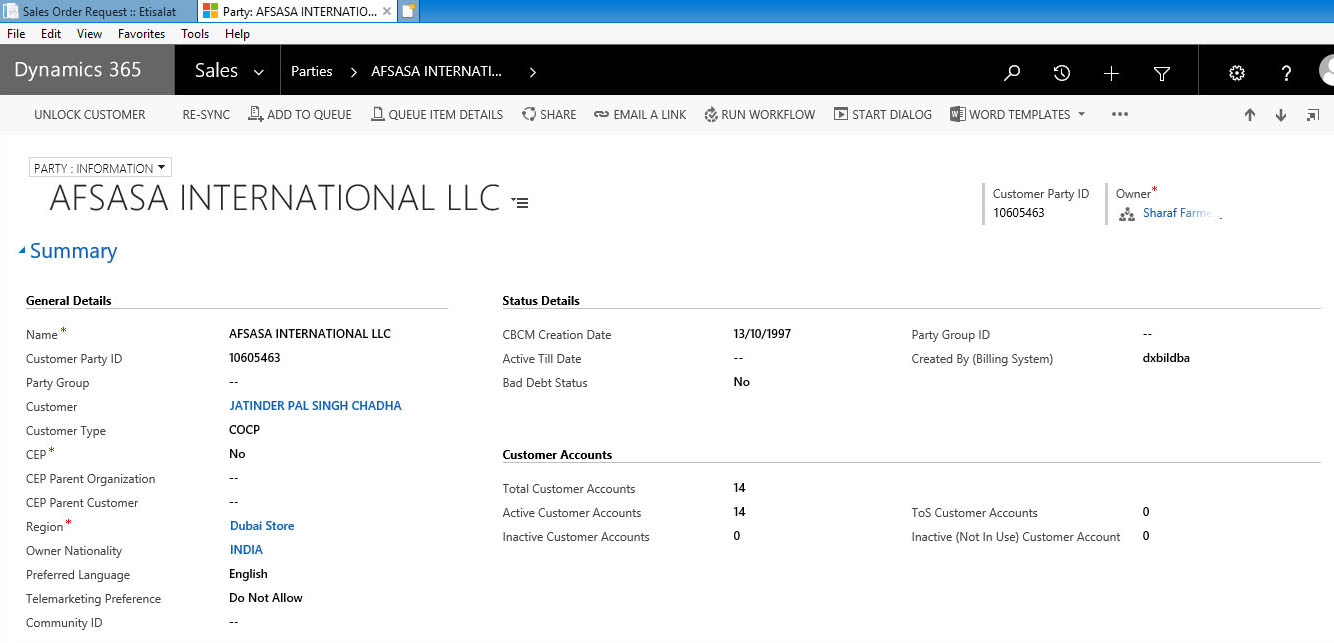 Sales Order Request :: Etisalat
Party: AFSASA INTERNATIO...
File Edit View Favorites Tools Help
Dynamics 365 Sales Parties AFSASA INTERNATI...
UNLOCK CUSTOMER RE-SYNC ADD TO QUEUE QUEUE ITEM DETAILS SHARE EMAIL A LINK RUN WORKFLOW START DIALOG WORD TEMPLATES
PARTY : INFORMATION
AFSASA INTERNATIONAL LLC
Customer Party ID
10605463
Owner*
Sharaf Farme
Summary
General Details
Name* AFSASA INTERNATIONAL LLC
Customer Party ID 10605463
Party Group --
Customer JATINDER PAL SINGH CHADHA
Customer Type COCP
CEP* No
CEP Parent Organization --
CEP Parent Customer --
Region* Dubai Store
Owner Nationality INDIA
Preferred Language English
Telemarketing Preference Do Not Allow
Community ID --
Status Details
CBCM Creation Date 13/10/1997 Party Group ID --
Active Till Date -- Created By (Billing System) dxbildba
Bad Debt Status No
Customer Accounts
Total Customer Accounts 14
Active Customer Accounts 14 ToS Customer Accounts 0
Inactive Customer Accounts 0 Inactive (Not In Use) Customer Account 0